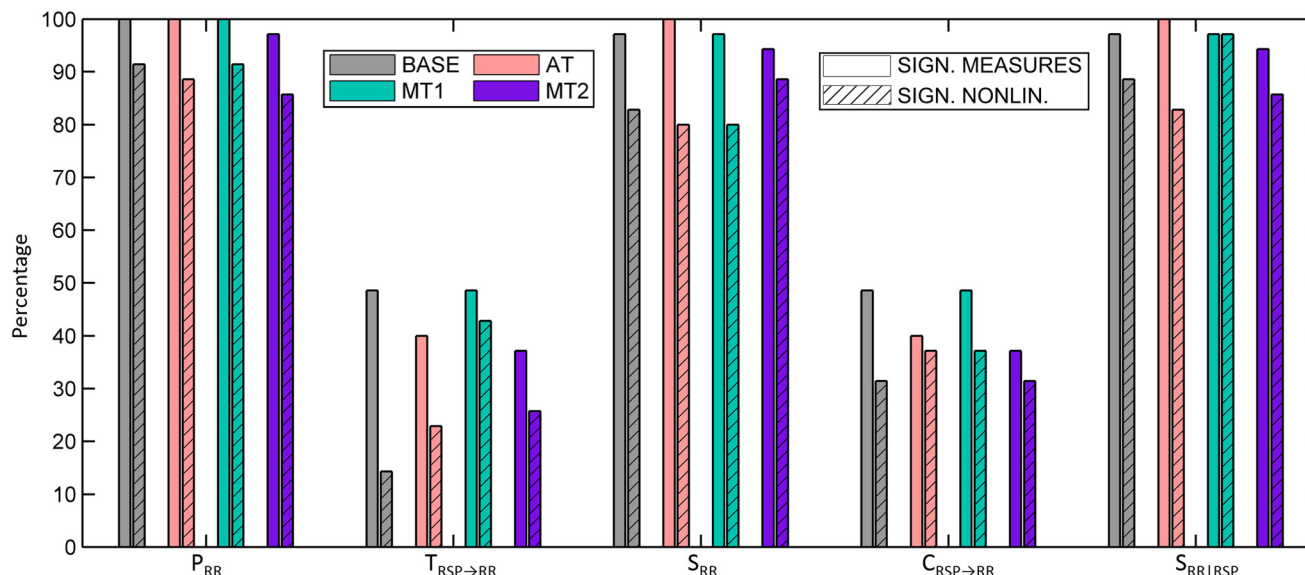 100
90
80
70
60
50
40
30
20
10
0
Percentage
BASE AT
MT1 MT2
SIGN. MEASURES
SIGN. NONLIN.
P_RR T_RSP→RR S_RR C_RSP→RR S_RR|RSP